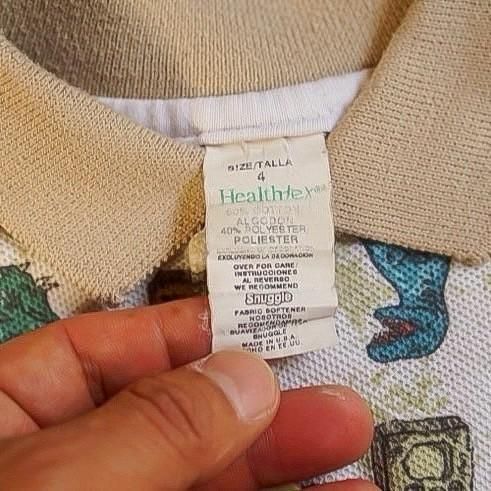 SIZE/TALLA
4
Healthtex
60% COTTON
ALGODON
40% POLYESTER
POLIESTER
EXCLUYENDO LA DECORACION
OVER FOR CARE/
INSTRUCCIONES
AL REVERSO
WE RECOMMEND
Snuggle
FABRIC SOFTENER
NOSOTROS
RECOMENDAMOS
SUAVIZADOR DE
SNUGGLE
MADE IN U.S.A.
HECHO EN EE.UU.